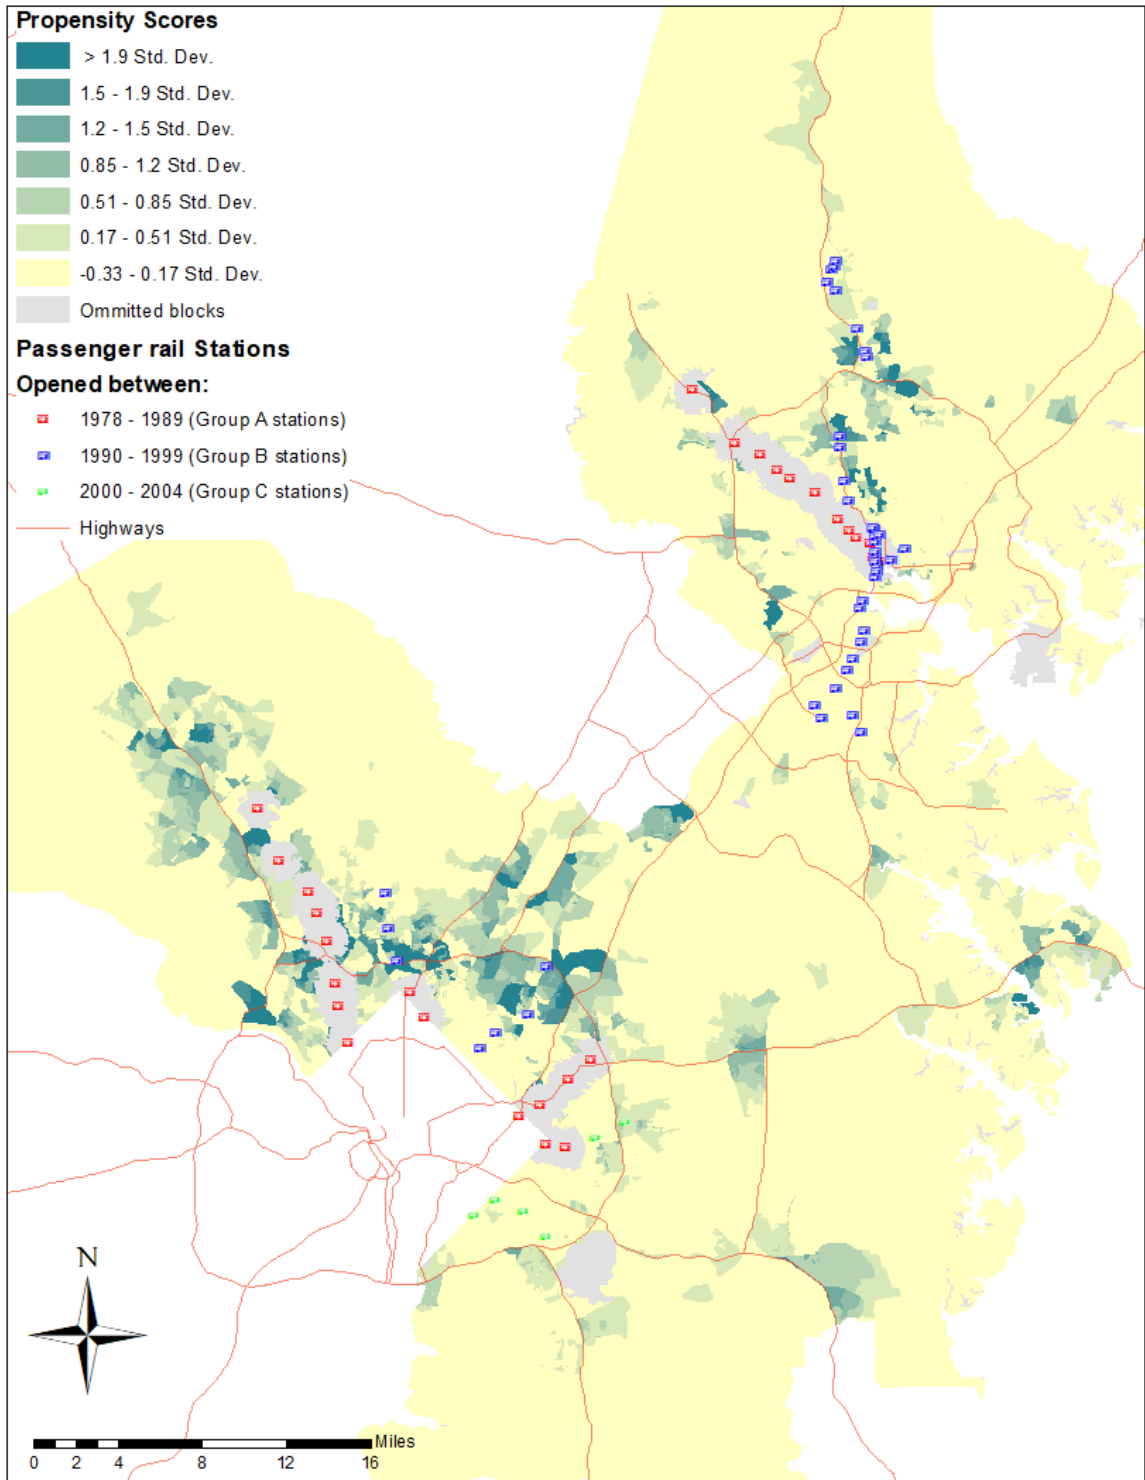 Propensity Scores
> 1.9 Std. Dev.
1.5 - 1.9 Std. Dev.
1.2 - 1.5 Std. Dev.
0.85 - 1.2 Std. Dev.
0.51 - 0.85 Std. Dev.
0.17 - 0.51 Std. Dev.
-0.33 - 0.17 Std. Dev.
Ommitted blocks
Passenger rail Stations
Opened between:
1978 - 1989 (Group A stations)
1990 - 1999 (Group B stations)
2000 - 2004 (Group C stations)
Highways
N
Miles
0 2 4 8 12 16